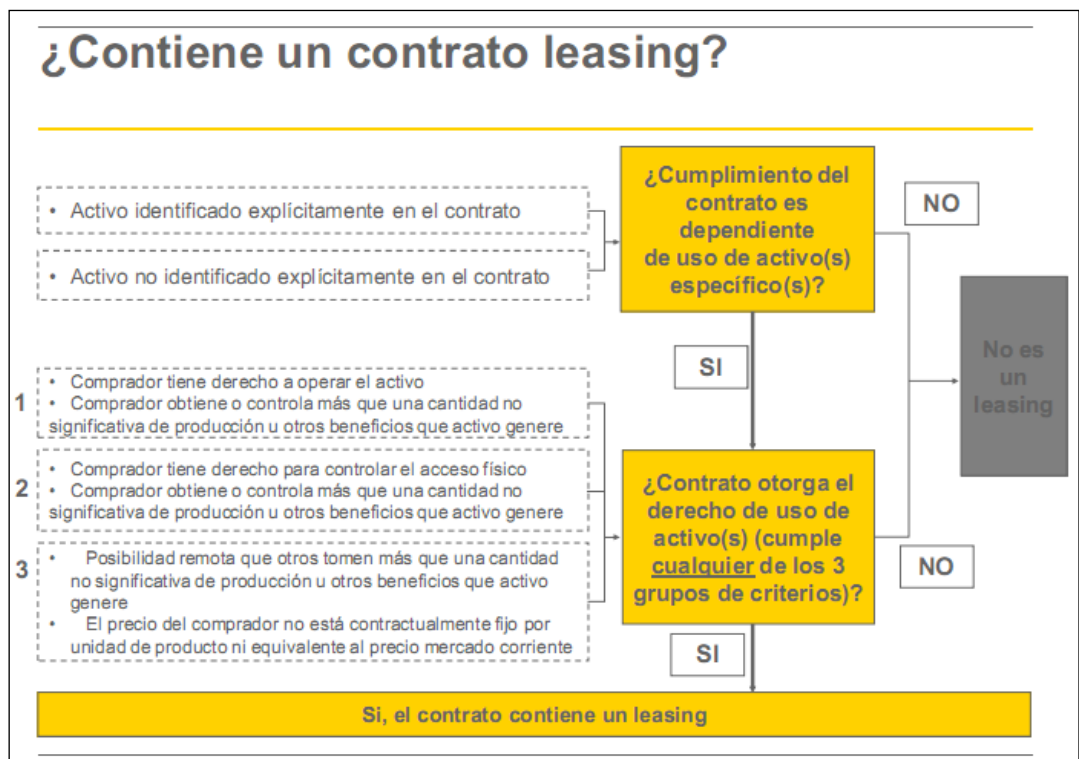 ¿Contiene un contrato leasing?
• Activo identificado explícitamente en el contrato
• Activo no identificado explícitamente en el contrato
¿Cumplimiento del
contrato es
dependiente
de uso de activo(s)
específico(s)?
NO
SI
No es
un
leasing
1
• Comprador tiene derecho a operar el activo
• Comprador obtiene o controla más que una cantidad no
significativa de producción u otros beneficios que activo genere
2
• Comprador tiene derecho para controlar el acceso físico
• Comprador obtiene o controla más que una cantidad no
significativa de producción u otros beneficios que activo genere
3
• Posibilidad remota que otros tomen más que una cantidad
no significativa de producción u otros beneficios que activo
genere
• El precio del comprador no está contractualmente fijo por
unidad de producto ni equivalente al precio mercado corriente
¿Contrato otorga el
derecho de uso de
activo(s) (cumple
cualquier de los 3
grupos de criterios)?
NO
SI
Si, el contrato contiene un leasing